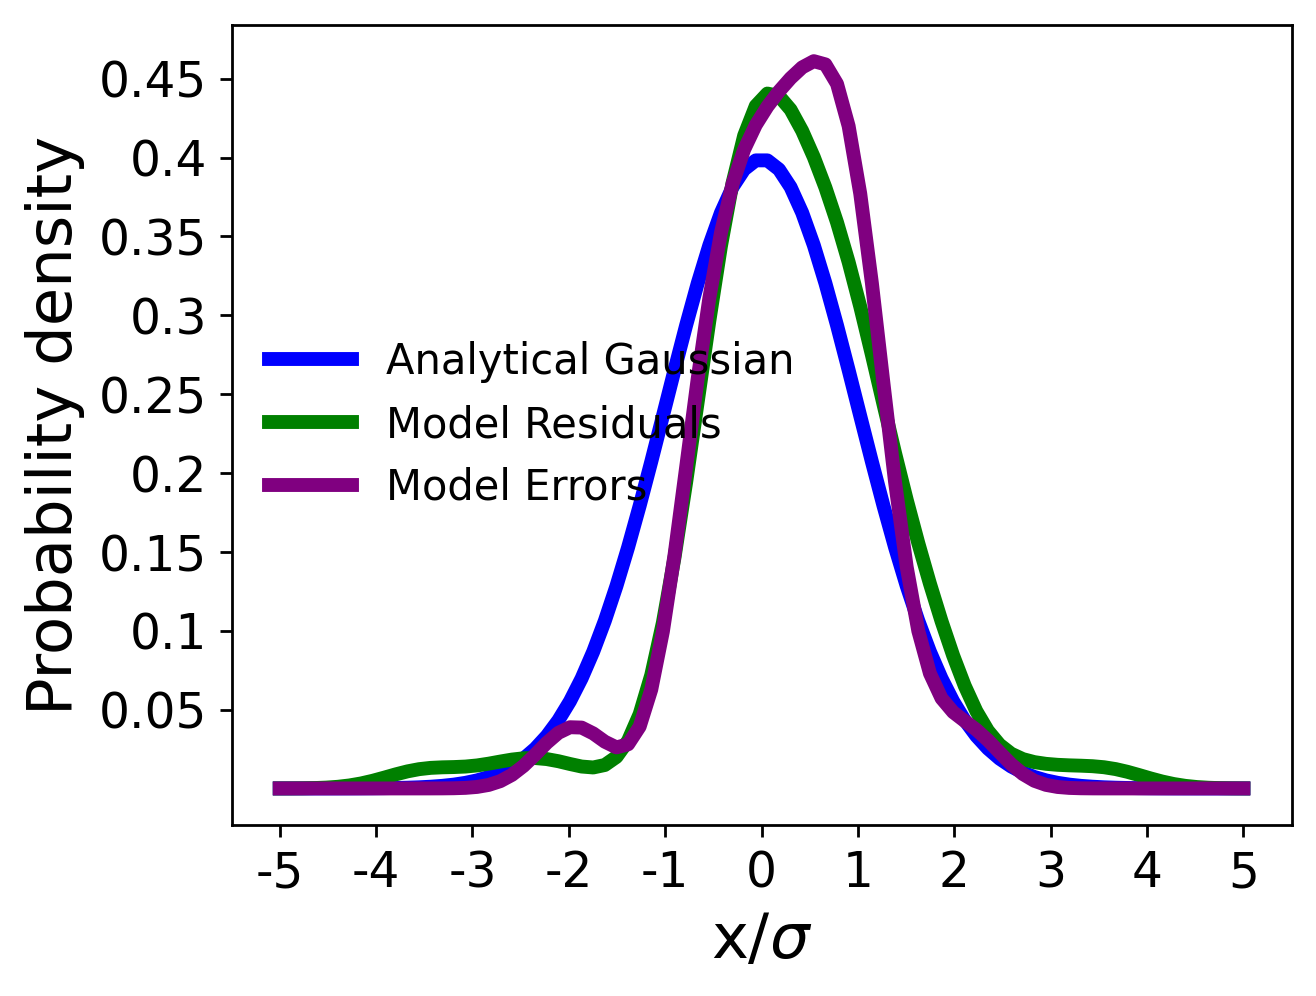 Probability density
0.45
0.4
0.35
0.3
0.25
0.2
0.15
0.1
0.05
Analytical Gaussian
Model Residuals
Model Errors
-5 -4 -3 -2 -1 0 1 2 3 4 5
x/σ